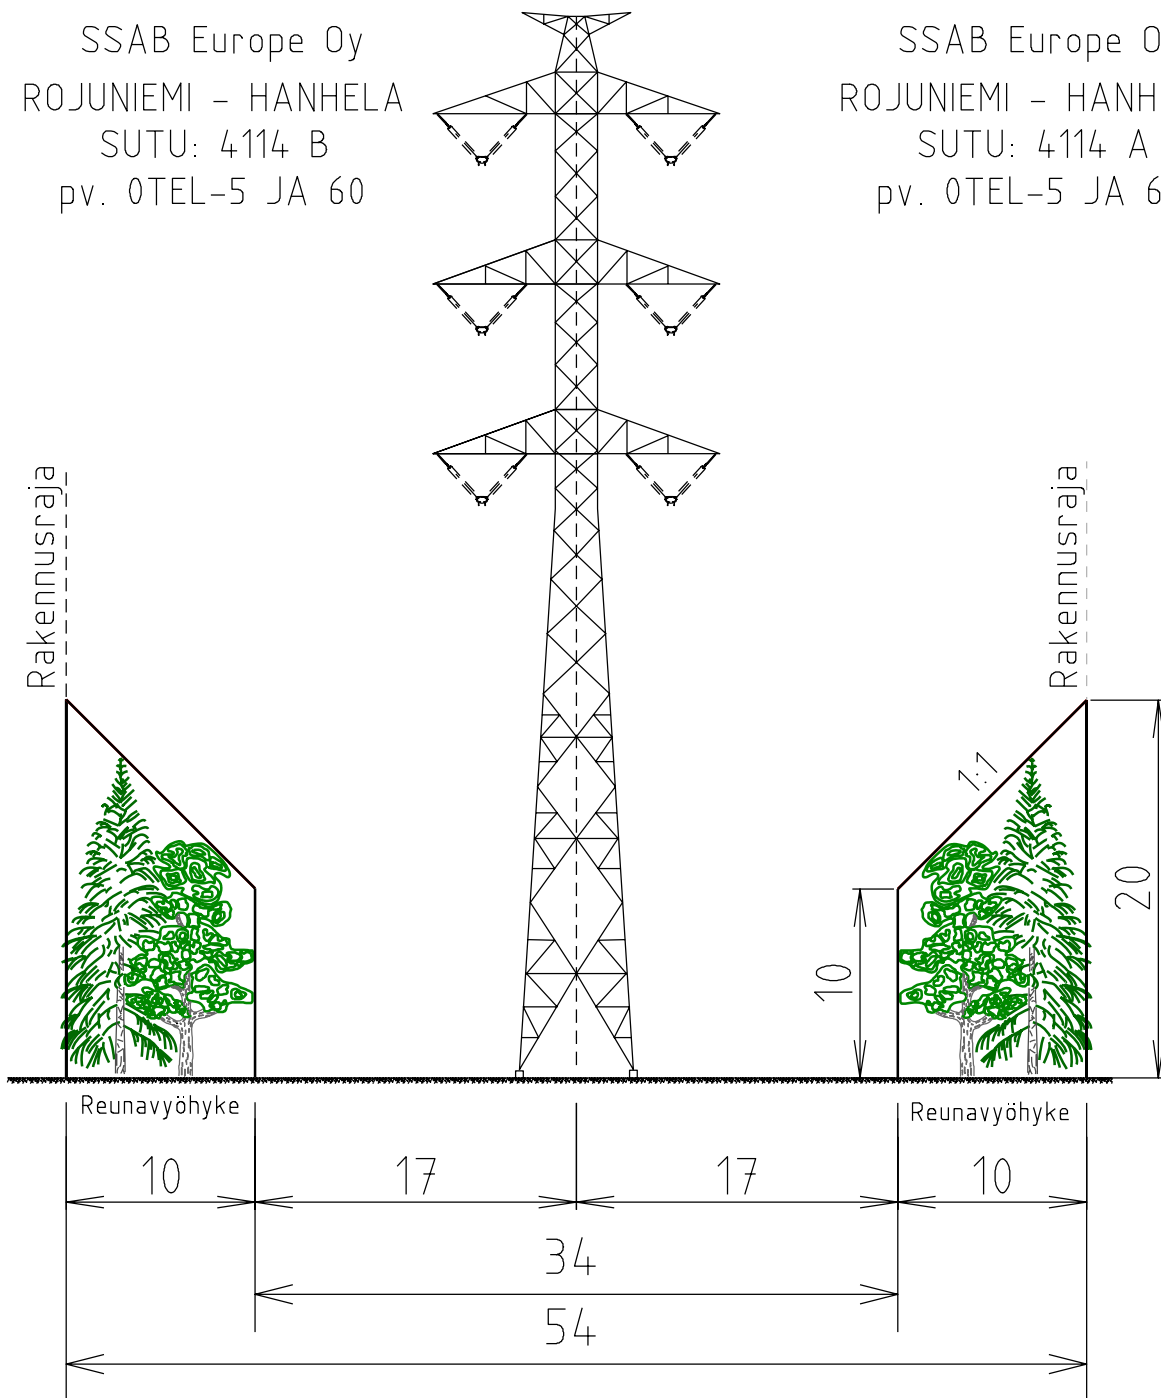 SSAB Europe Oy
ROJUNIEMI - HANHELA
SUTU: 4114 B
pv. OTEL-5 JA 60
SSAB Europe O
ROJUNIEMI - HANH
SUTU: 4114 A
pv. OTEL-5 JA 6
Rakennusraja
Rakennusraja
1:1
20
10
Reunavyöhyke
Reunavyöhyke
10
17
17
10
34
54